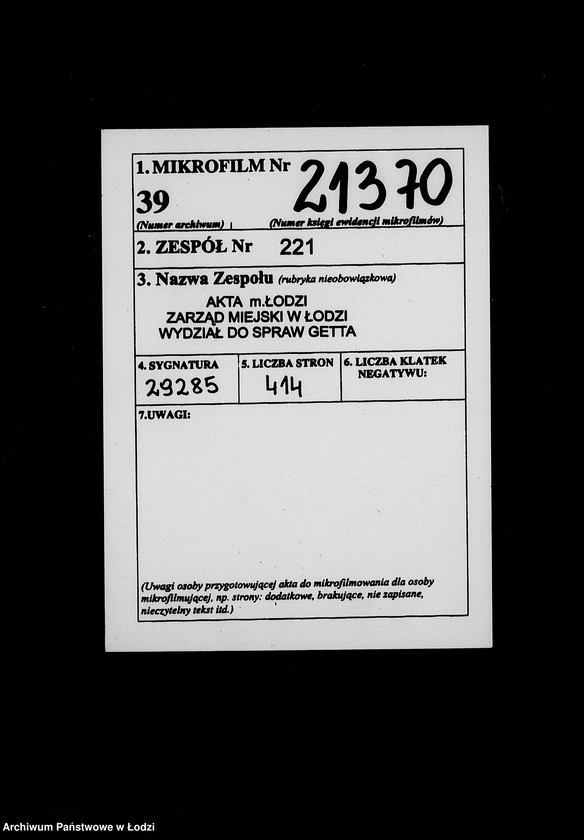 1. MIKROFILM Nr 21370
39
(Numer archiwum) (Numer księgi ewidencji mikrofilmów)
2. ZESPÓŁ Nr 221
3. Nazwa Zespołu (rubryka nieobowiązkowa)
AKTA m.ŁODZI
ZARZĄD MIEJSKI W ŁODZI
WYDZIAŁ DO SPRAW GETTA
4. SYGNATURA 5. LICZBA STRON 6. LICZBA KLATEK
NEGATYWU:
29285 414
7.UWAGI:
(Uwagi osoby przygotowującej akta do mikrofilmowania dla osoby
mikrofilmującej, np. strony: dodatkowe, brakujące, nie zapisane,
nieczytelny tekst itd.)
Archiwum Państwowe w Łodzi